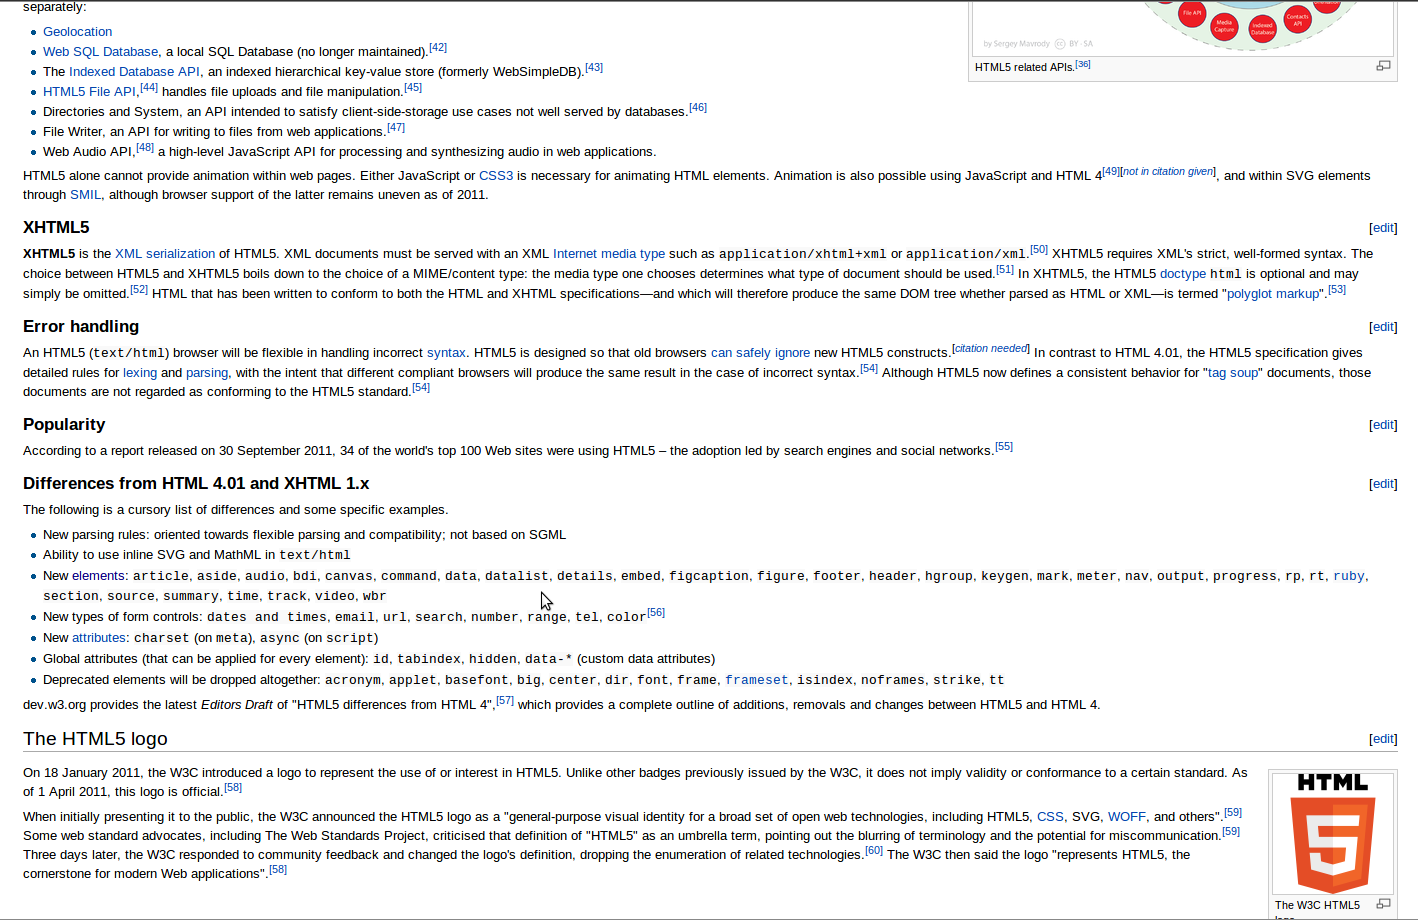 separately:
Geolocation
Web SQL Database, a local SQL Database (no longer maintained).[42]
The Indexed Database API, an indexed hierarchical key-value store (formerly WebSimpleDB).[43]
HTML5 File API,[44] handles file uploads and file manipulation.[45]
Directories and System, an API intended to satisfy client-side-storage use cases not well served by databases.[46]
File Writer, an API for writing to files from web applications.[47]
Web Audio API,[48] a high-level JavaScript API for processing and synthesizing audio in web applications.
File API
Media Capture
Indexed Database
Contacts API
by Sergey Mavrody cc BY - SA
HTML5 related APIs.[36]
HTML5 alone cannot provide animation within web pages. Either JavaScript or CSS3 is necessary for animating HTML elements. Animation is also possible using JavaScript and HTML 4[49][not in citation given], and within SVG elements
through SMIL, although browser support of the latter remains uneven as of 2011.
XHTML5 [edit]
XHTML5 is the XML serialization of HTML5. XML documents must be served with an XML Internet media type such as application/xhtml+xml or application/xml.[50] XHTML5 requires XML's strict, well-formed syntax. The
choice between HTML5 and XHTML5 boils down to the choice of a MIME/content type: the media type one chooses determines what type of document should be used.[51] In XHTML5, the HTML5 doctype html is optional and may
simply be omitted.[52] HTML that has been written to conform to both the HTML and XHTML specifications—and which will therefore produce the same DOM tree whether parsed as HTML or XML—is termed "polyglot markup".[53]
Error handling [edit]
An HTML5 (text/html) browser will be flexible in handling incorrect syntax. HTML5 is designed so that old browsers can safely ignore new HTML5 constructs.[citation needed] In contrast to HTML 4.01, the HTML5 specification gives
detailed rules for lexing and parsing, with the intent that different compliant browsers will produce the same result in the case of incorrect syntax.[54] Although HTML5 now defines a consistent behavior for "tag soup" documents, those
documents are not regarded as conforming to the HTML5 standard.[54]
Popularity [edit]
According to a report released on 30 September 2011, 34 of the world's top 100 Web sites were using HTML5 – the adoption led by search engines and social networks.[55]
Differences from HTML 4.01 and XHTML 1.x [edit]
The following is a cursory list of differences and some specific examples.
New parsing rules: oriented towards flexible parsing and compatibility; not based on SGML
Ability to use inline SVG and MathML in text/html
New elements: article, aside, audio, bdi, canvas, command, data, datalist, details, embed, figcaption, figure, footer, header, hgroup, keygen, mark, meter, nav, output, progress, rp, rt, ruby,
section, source, summary, time, track, video, wbr
New types of form controls: dates and times, email, url, search, number, range, tel, color[56]
New attributes: charset (on meta), async (on script)
Global attributes (that can be applied for every element): id, tabindex, hidden, data-* (custom data attributes)
Deprecated elements will be dropped altogether: acronym, applet, basefont, big, center, dir, font, frame, frameset, isindex, noframes, strike, tt
dev.w3.org provides the latest Editors Draft of "HTML5 differences from HTML 4",[57] which provides a complete outline of additions, removals and changes between HTML5 and HTML 4.
The HTML5 logo [edit]
On 18 January 2011, the W3C introduced a logo to represent the use of or interest in HTML5. Unlike other badges previously issued by the W3C, it does not imply validity or conformance to a certain standard. As
of 1 April 2011, this logo is official.[58]
When initially presenting it to the public, the W3C announced the HTML5 logo as a "general-purpose visual identity for a broad set of open web technologies, including HTML5, CSS, SVG, WOFF, and others".[59]
Some web standard advocates, including The Web Standards Project, criticised that definition of "HTML5" as an umbrella term, pointing out the blurring of terminology and the potential for miscommunication.[59]
Three days later, the W3C responded to community feedback and changed the logo's definition, dropping the enumeration of related technologies.[60] The W3C then said the logo "represents HTML5, the
cornerstone for modern Web applications".[58]
HTML
5
The W3C HTML5